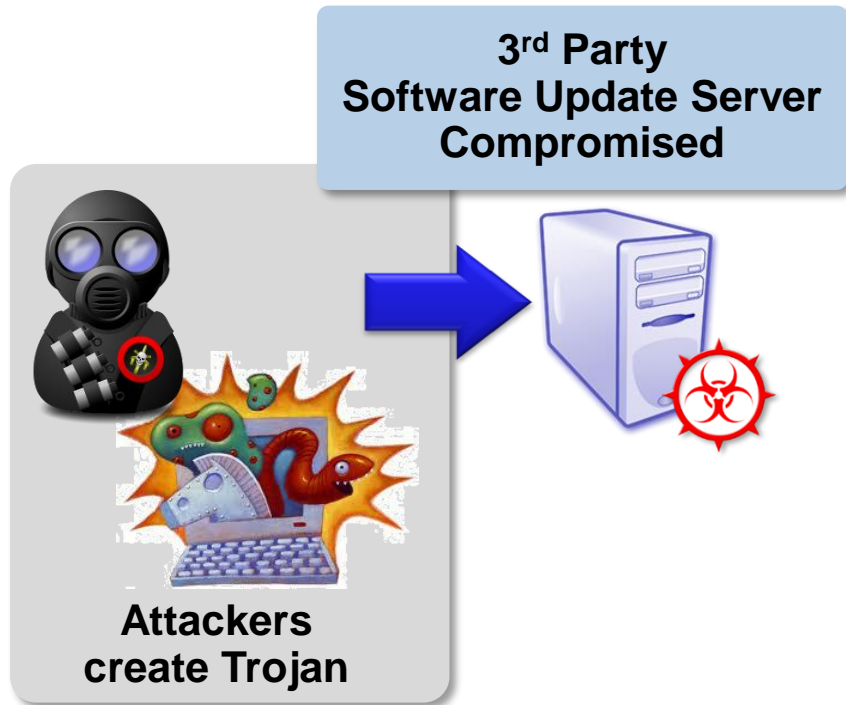 3rd Party
Software Update Server
Compromised
Attackers
create Trojan